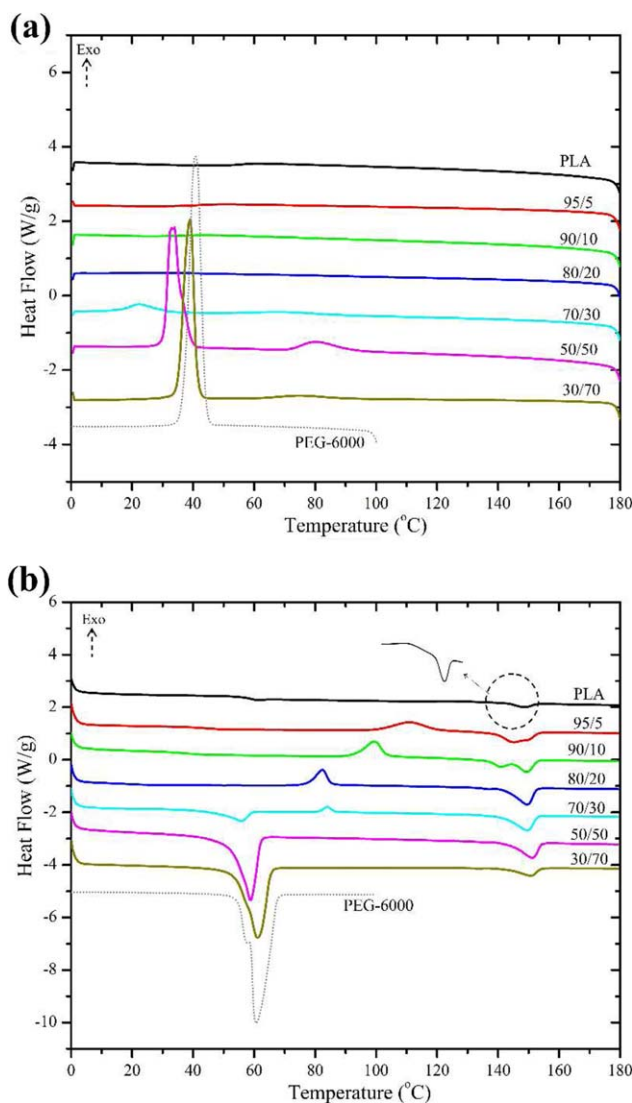 (a)
Exo
6
4
2
0
-2
-4
Heat Flow (W/g)
PLA
95/5
90/10
80/20
70/30
50/50
30/70
PEG-6000
0 20 40 60 80 100 120 140 160 180
Temperature (°C)
(b)
Exo
6
4
2
0
-2
-4
-6
-8
-10
Heat Flow (W/g)
PLA
95/5
90/10
80/20
70/30
50/50
30/70
PEG-6000
0 20 40 60 80 100 120 140 160 180
Temperature (°C)